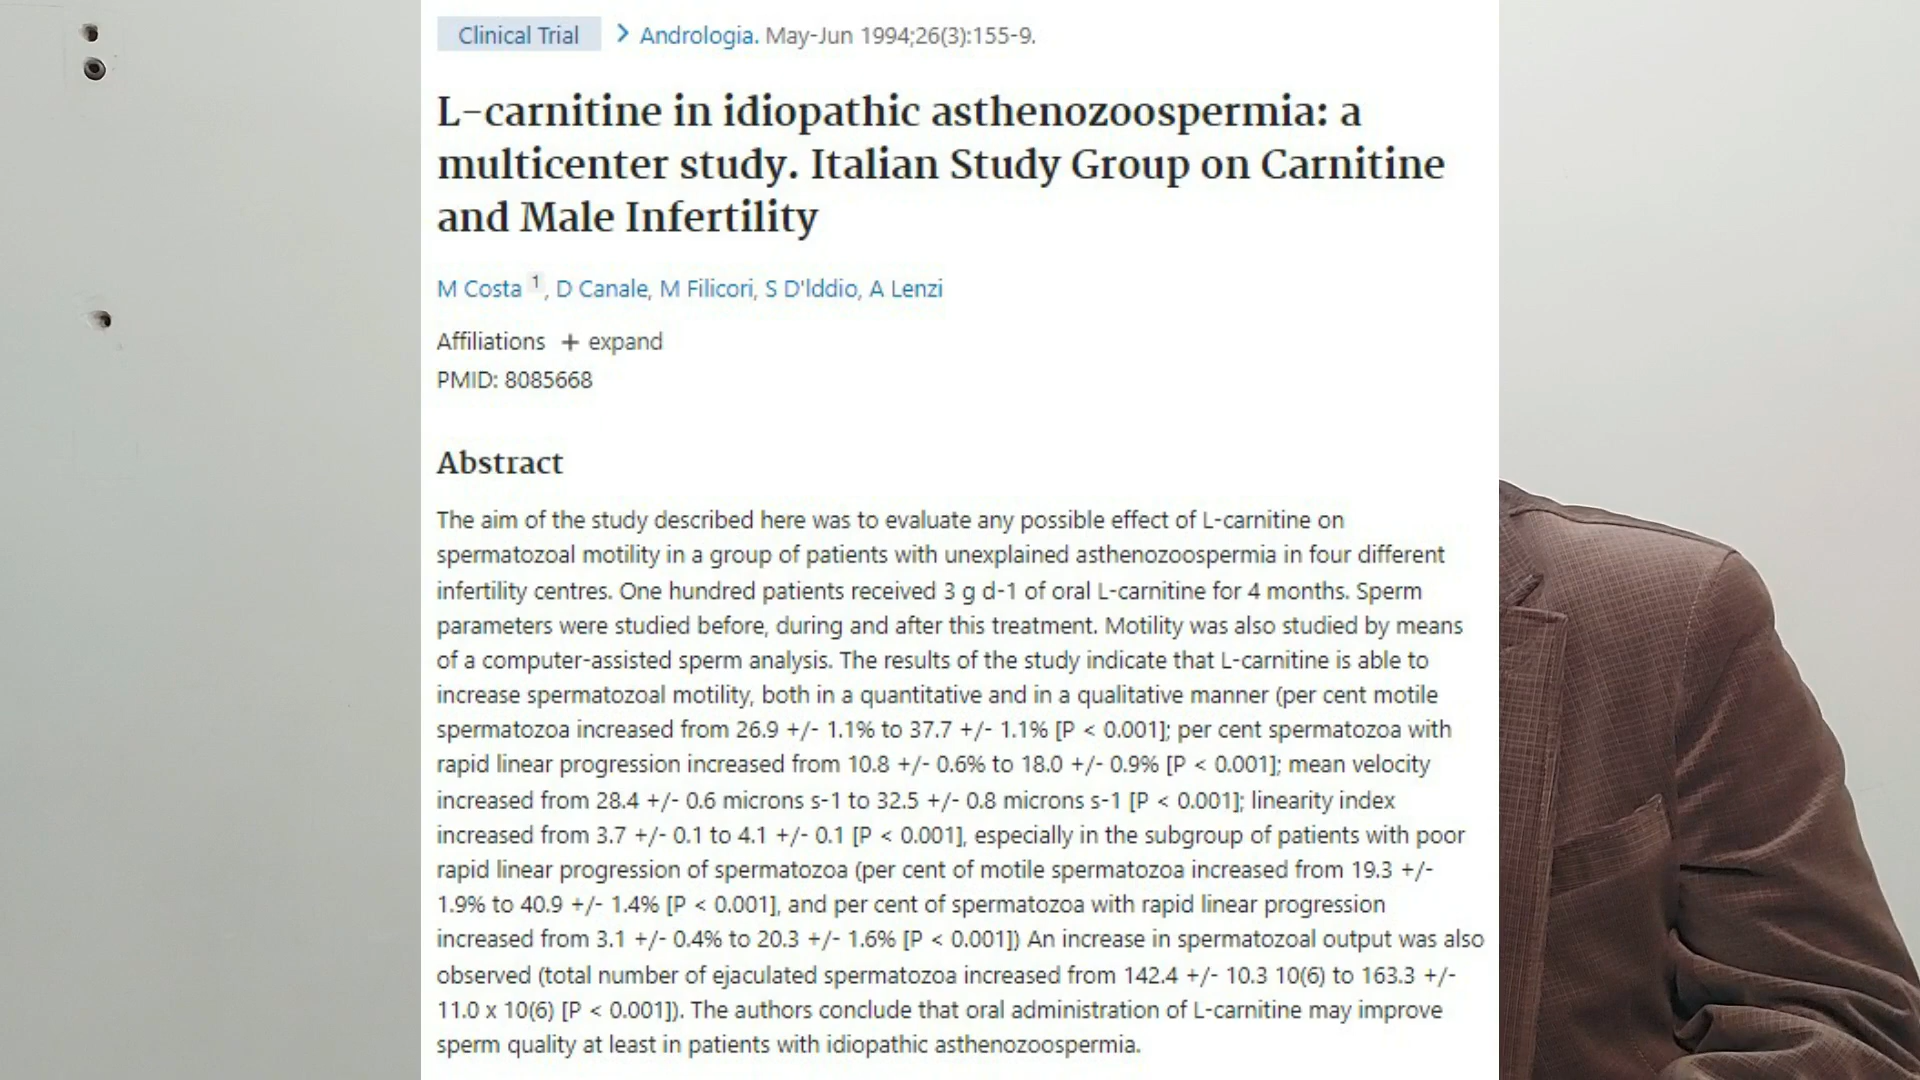 Clinical Trial > Andrologia. May-Jun 1994;26(3):155-9.
L-carnitine in idiopathic asthenozoospermia: a
multicenter study. Italian Study Group on Carnitine
and Male Infertility
M Costa 1, D Canale, M Filicori, S D'Iddio, A Lenzi
Affiliations + expand
PMID: 8085668
Abstract
The aim of the study described here was to evaluate any possible effect of L-carnitine on
spermatozoal motility in a group of patients with unexplained asthenozoospermia in four different
infertility centres. One hundred patients received 3 g d-1 of oral L-carnitine for 4 months. Sperm
parameters were studied before, during and after this treatment. Motility was also studied by means
of a computer-assisted sperm analysis. The results of the study indicate that L-carnitine is able to
increase spermatozoal motility, both in a quantitative and in a qualitative manner (per cent motile
spermatozoa increased from 26.9 +/- 1.1% to 37.7 +/- 1.1% [P < 0.001]; per cent spermatozoa with
rapid linear progression increased from 10.8 +/- 0.6% to 18.0 +/- 0.9% [P < 0.001]; mean velocity
increased from 28.4 +/- 0.6 microns s-1 to 32.5 +/- 0.8 microns s-1 [P < 0.001]; linearity index
increased from 3.7 +/- 0.1 to 4.1 +/- 0.1 [P < 0.001], especially in the subgroup of patients with poor
rapid linear progression of spermatozoa (per cent of motile spermatozoa increased from 19.3 +/-
1.9% to 40.9 +/- 1.4% [P < 0.001], and per cent of spermatozoa with rapid linear progression
increased from 3.1 +/- 0.4% to 20.3 +/- 1.6% [P < 0.001]) An increase in spermatozoal output was also
observed (total number of ejaculated spermatozoa increased from 142.4 +/- 10.3 10(6) to 163.3 +/-
11.0 x 10(6) [P < 0.001]). The authors conclude that oral administration of L-carnitine may improve
sperm quality at least in patients with idiopathic asthenozoospermia.